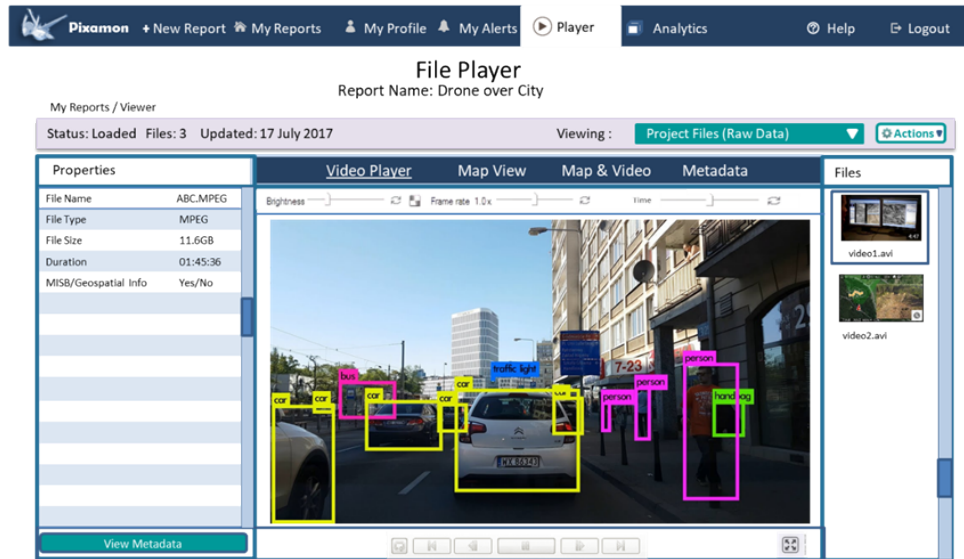 Pixamon + New Report My Reports My Profile My Alerts Player Analytics Help Logout
File Player
Report Name: Drone over City
My Reports / Viewer
Status: Loaded Files: 3 Updated: 17 July 2017 Viewing : Project Files (Raw Data) Actions
Properties
Video Player Map View Map & Video Metadata
Files
File Name ABC.MPEG
File Type MPEG
File Size 11.6GB
Duration 01:45:36
MISB/Geospatial Info Yes/No
Brightness Frame rate 1.0x Time
4:47
video1.avi
video2.avi
7-23
person
bus
traffic light
car
person
car
car
car
car
car
person
handbag
WX 86343
View Metadata